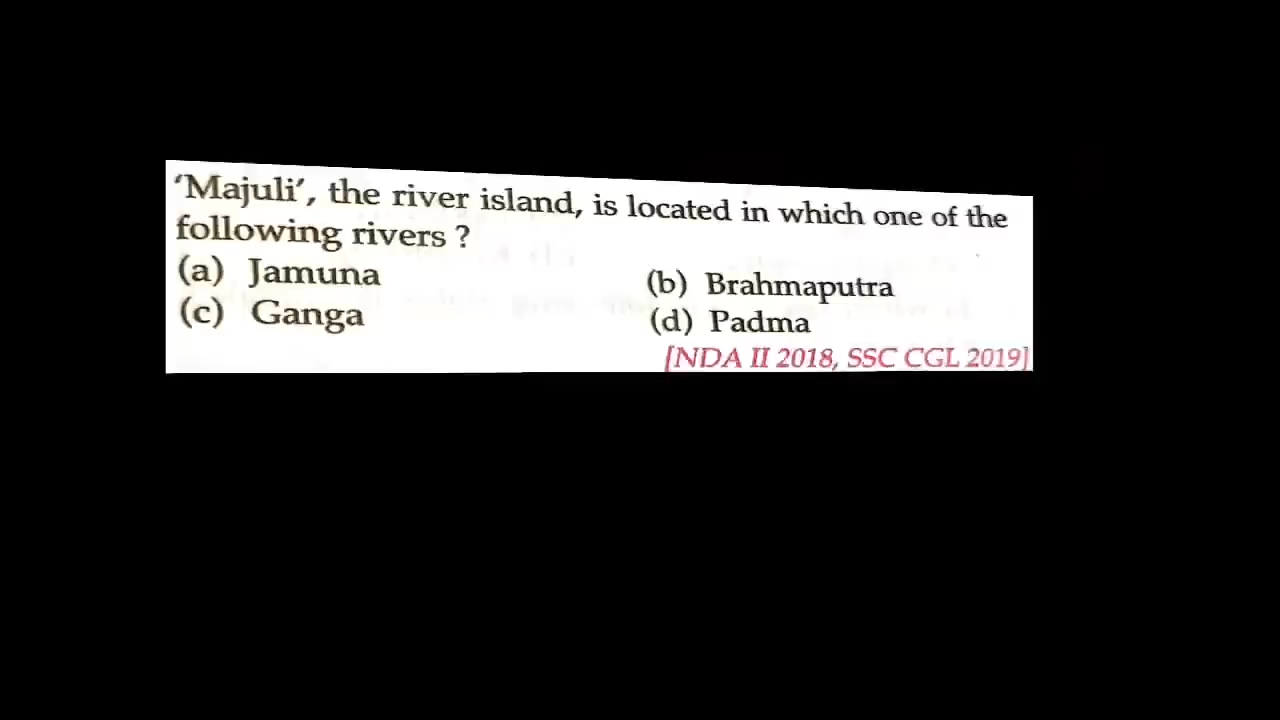 ‘Majuli’, the river island, is located in which one of the
following rivers ?
(a) Jamuna (b) Brahmaputra
(c) Ganga (d) Padma
[NDA II 2018, SSC CGL 2019]